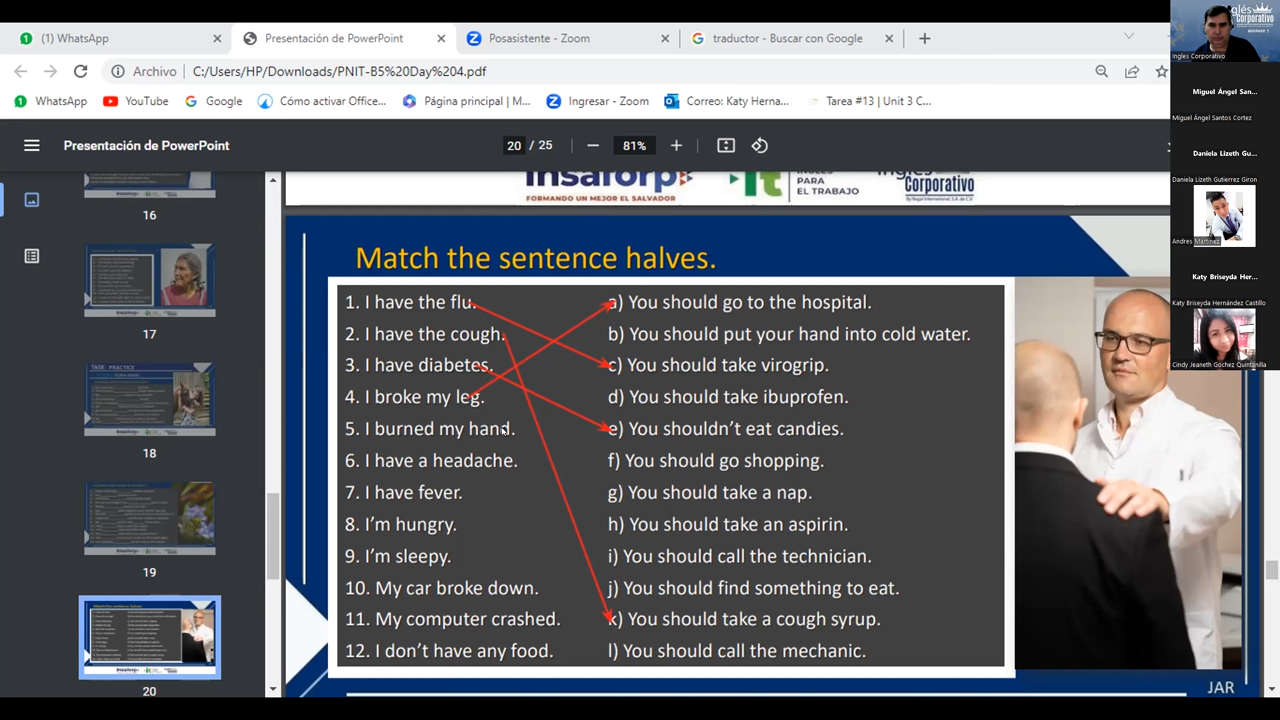 (1) WhatsApp
Presentación de PowerPoint
Posasistente - Zoom
traductor - Buscar con Google
Archivo
C:/Users/HP/Downloads/PNIT-B5%20Day%204.pdf
WhatsApp
YouTube
Google
Cómo activar Office...
Página principal | M...
Ingresar - Zoom
Correo: Katy Herna...
Tarea #13 | Unit 3 C...
Presentación de PowerPoint
20 / 25
81%
16
17
18
19
20
TASK: PRACTICE
insaforp
FORMANDO UN MEJOR EL SALVADOR
INGLÉS
PARA
EL TRABAJO
Corporativo
Match the sentence halves.
1. I have the flu.
2. I have the cough.
3. I have diabetes.
4. I broke my leg.
5. I burned my hand.
6. I have a headache.
7. I have fever.
8. I'm hungry.
9. I'm sleepy.
10. My car broke down.
11. My computer crashed.
12. I don't have any food.
a) You should go to the hospital.
b) You should put your hand into cold water.
c) You should take virogrip.
d) You should take ibuprofen.
e) You shouldn't eat candies.
f) You should go shopping.
g) You should take a nap.
h) You should take an aspirin.
i) You should call the technician.
j) You should find something to eat.
k) You should take a cough syrup.
l) You should call the mechanic.
JAR
Ingles Corporativo
Miguel Ángel San...
Miguel Ángel Santos Cortez
Daniela Lizeth Gu...
Daniela Lizeth Gutierrez Giron
Andres Martinez
Katy Briseyda Her...
Katy Briseyda Hernández Castillo
Cindy Jeaneth Gochez Quintanilla